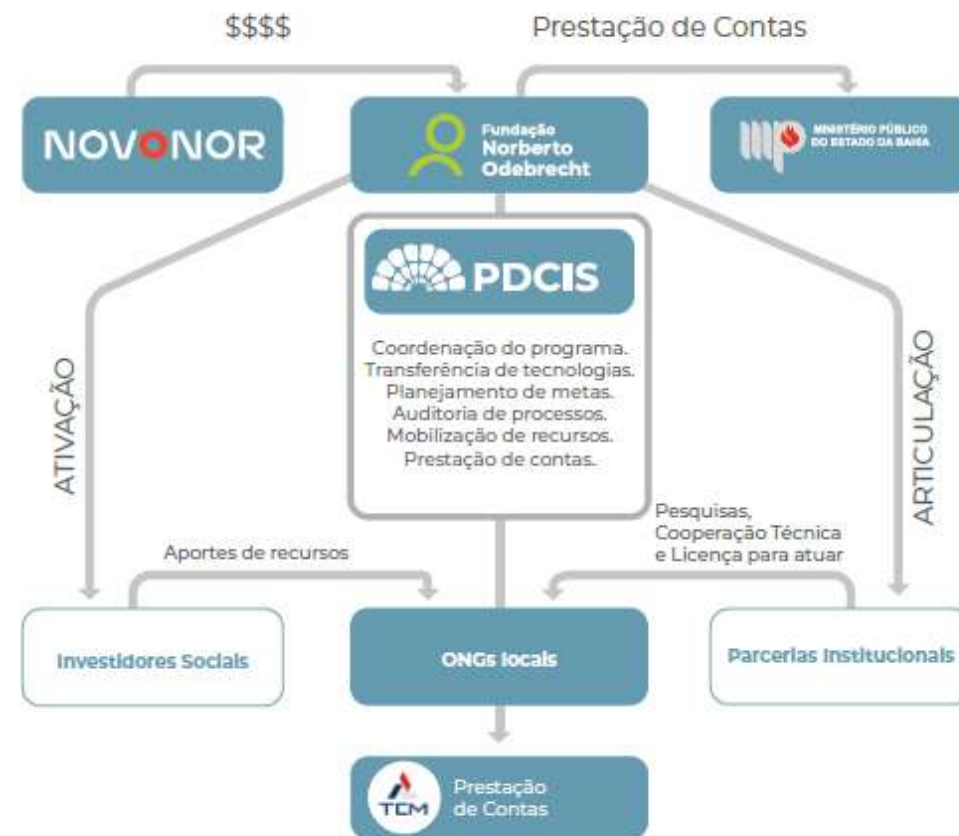 $$$$
Prestação de Contas
NOVONOR
Fundação
Norberto
Odebrecht
MINISTÉRIO PÚBLICO
DO ESTADO DA BAHIA
PDCIS
Coordenação do programa.
Transferência de tecnologias.
Planejamento de metas.
Auditoria de processos.
Mobilização de recursos.
Prestação de contas.
ATIVAÇÃO
ARTICULAÇÃO
Aportes de recursos
Pesquisas,
Cooperação Técnica
e Licença para atuar
Investidores Sociais
ONGs locais
Parcerias Institucionais
TCM
Prestação
de Contas